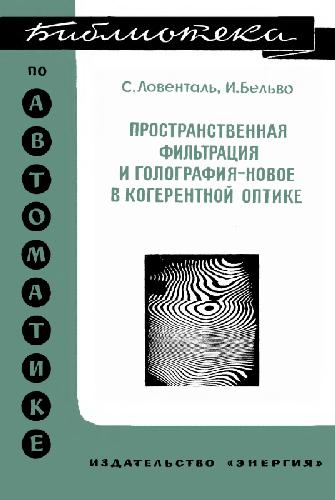 Библиотека
ПО
АВТОМАТИКЕ
С. Ловенталь, И. Бельво
ПРОСТРАНСТВЕННАЯ
ФИЛЬТРАЦИЯ
И ГОЛОГРАФИЯ-НОВОЕ
В КОГЕРЕНТНОЙ ОПТИКЕ
ИЗДАТЕЛЬСТВО «ЭНЕРГИЯ»